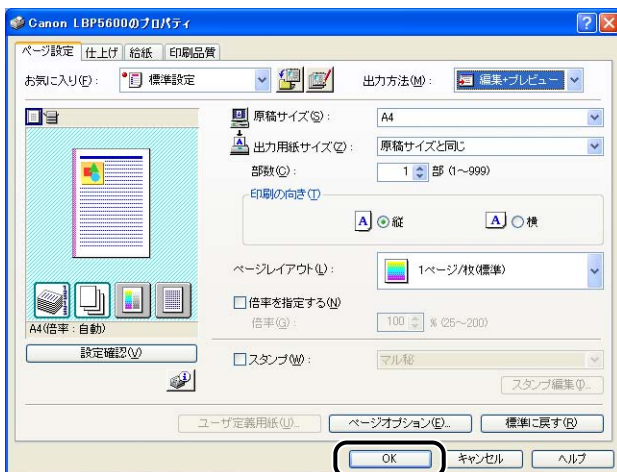 Canon LBP5600のプロパティ
ページ設定 仕上げ 給紙 印刷品質
お気に入り(F)： 標準設定 出力方法(M)： 編集+プレビュー
原稿サイズ(S)： A4
出力用紙サイズ(Z)： 原稿サイズと同じ
部数(C)： 1 部 (1～999)
印刷の向き(T)
A 縦 A 横
ページレイアウト(L)： 1ページ/枚(標準)
倍率を指定する(N)
倍率(G)： 100 % (25～200)
A4(倍率：自動)
設定確認(V)
スタンプ(W)： マル秘
スタンプ編集(I)...
ユーザ定義用紙(U)... ページオプション(E)... 標準に戻す(R)
OK キャンセル ヘルプ